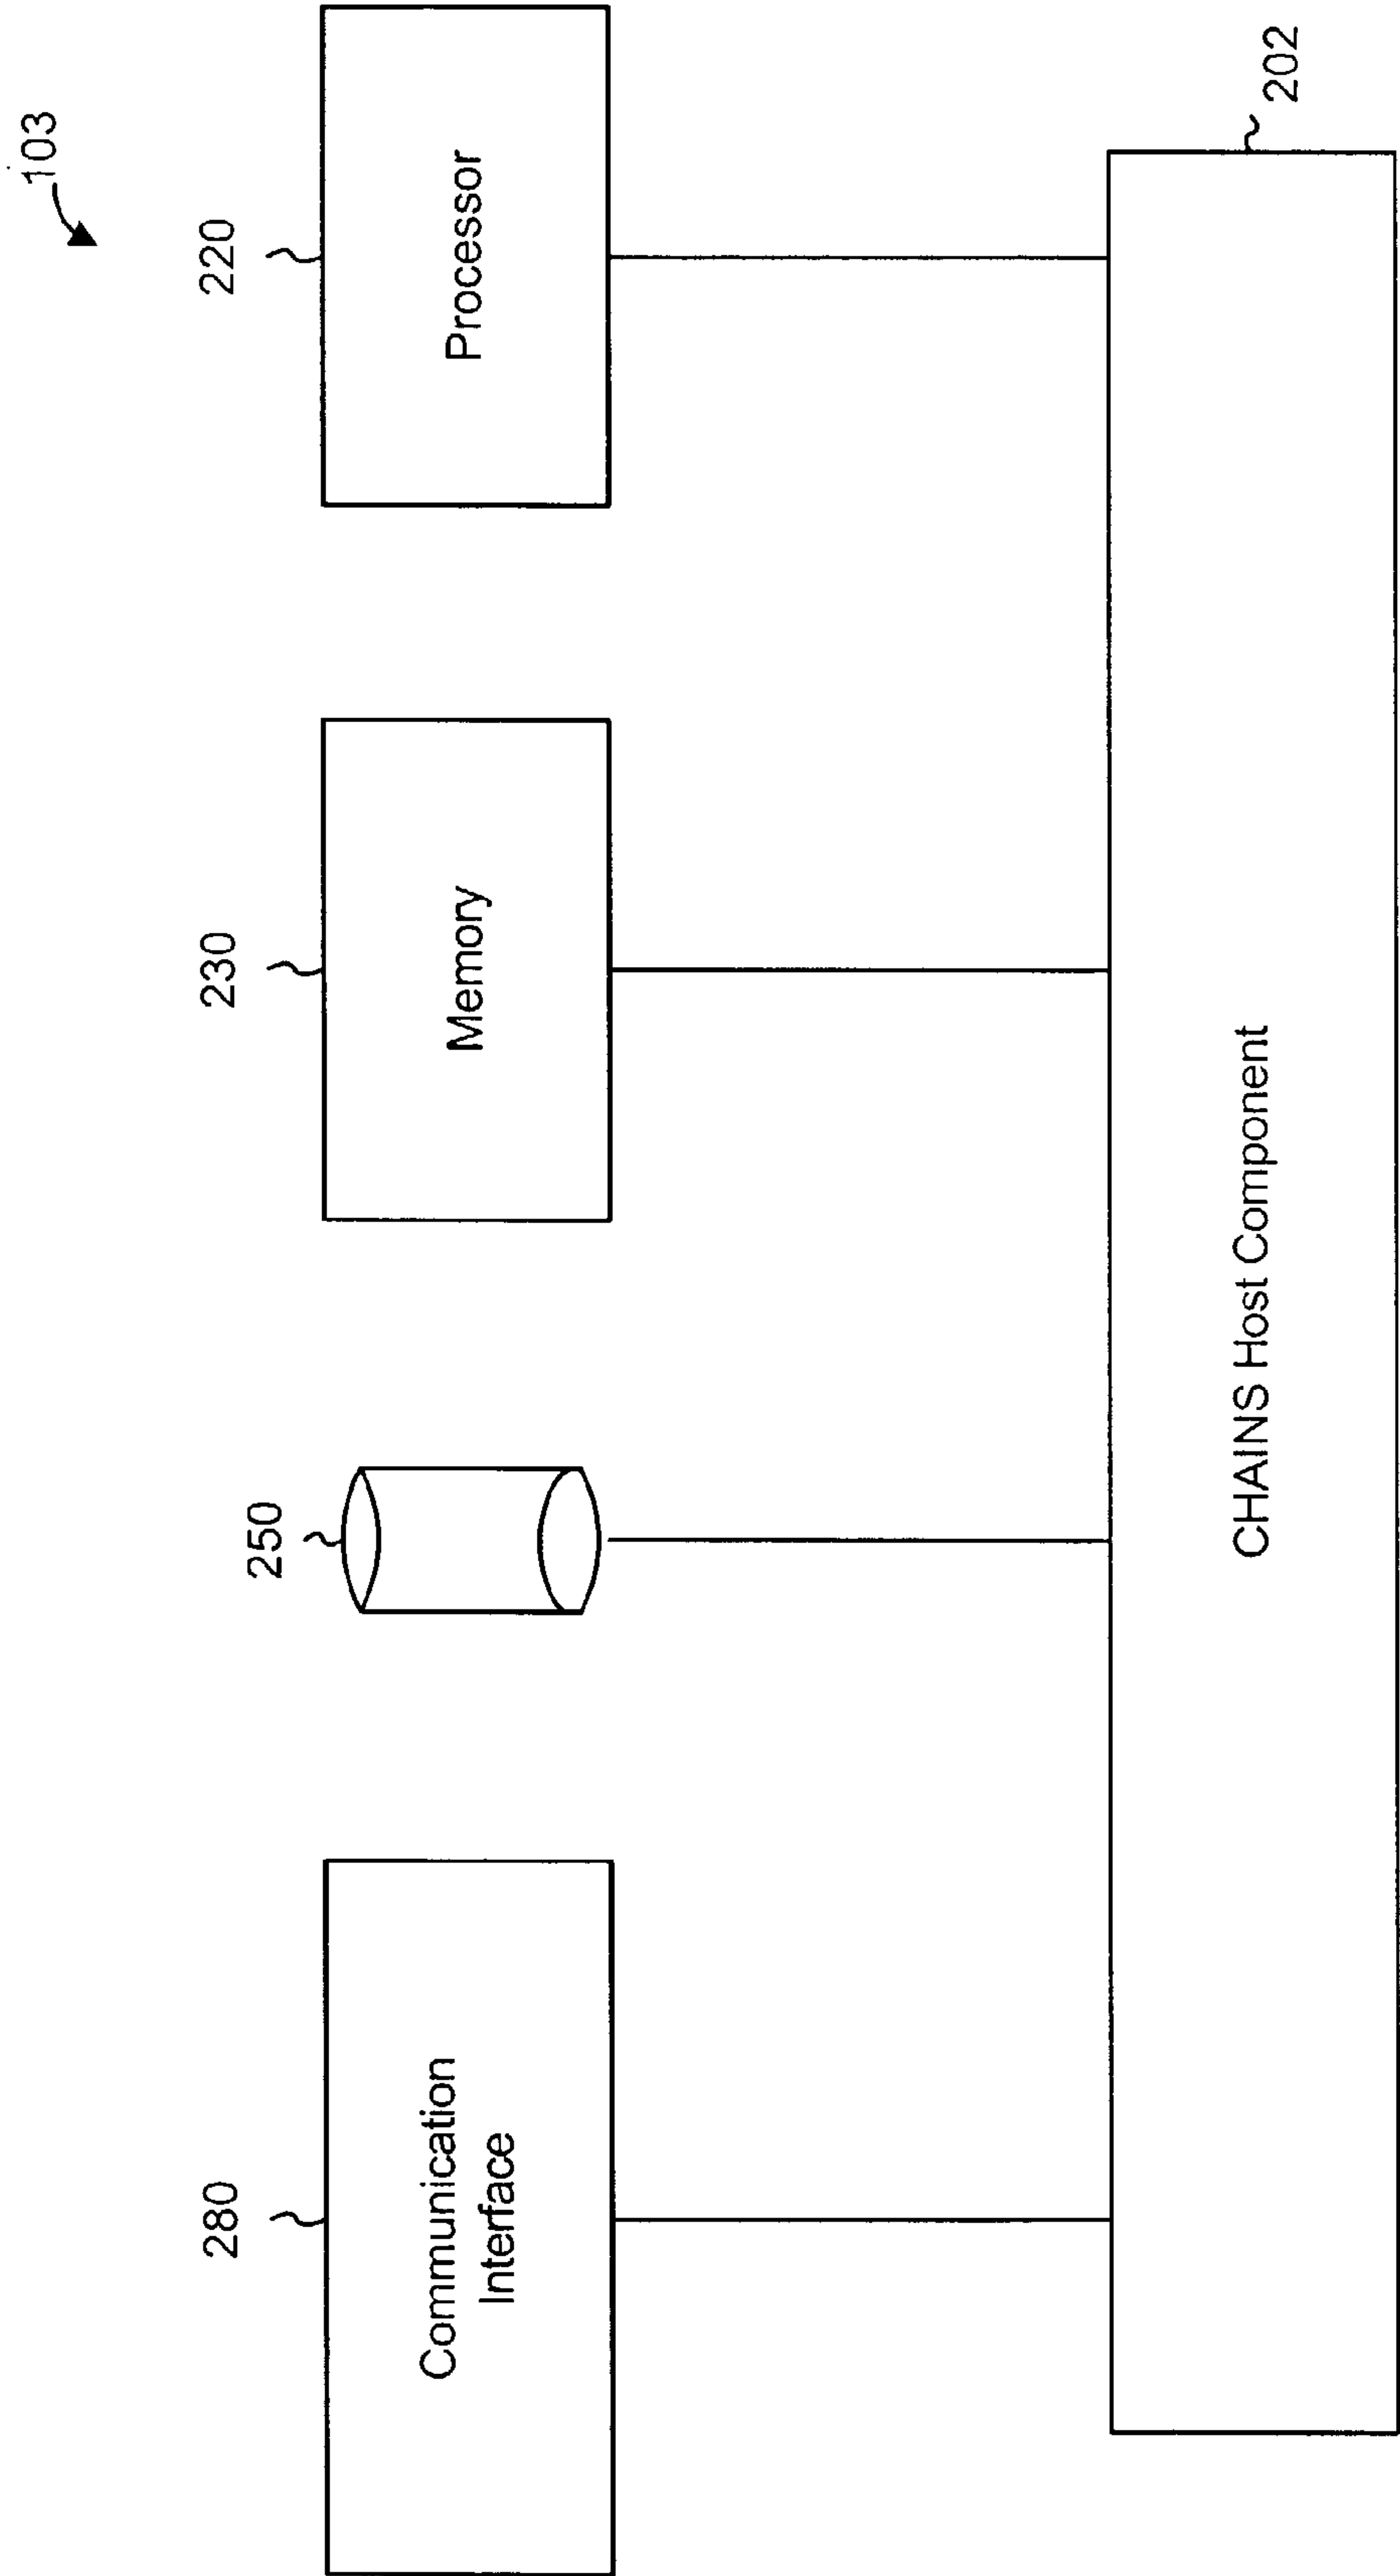 103
280
250
230
220
Communication
Interface
Memory
Processor
CHAINS Host Component
202